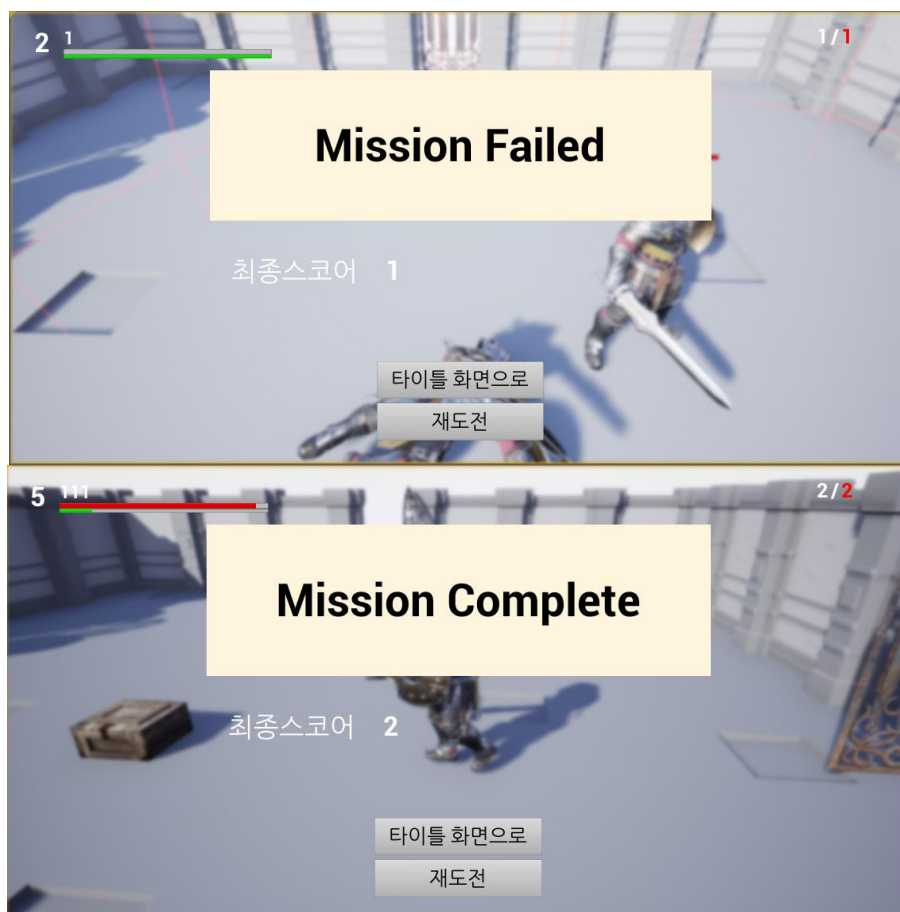 2 1 1/1
Mission Failed
최종스코어 1
타이틀 화면으로
재도전
5 111 2/2
Mission Complete
최종스코어 2
타이틀 화면으로
재도전